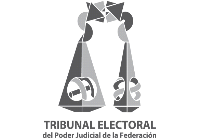 TRIBUNAL ELECTORAL
del Poder Judicial de la Federación